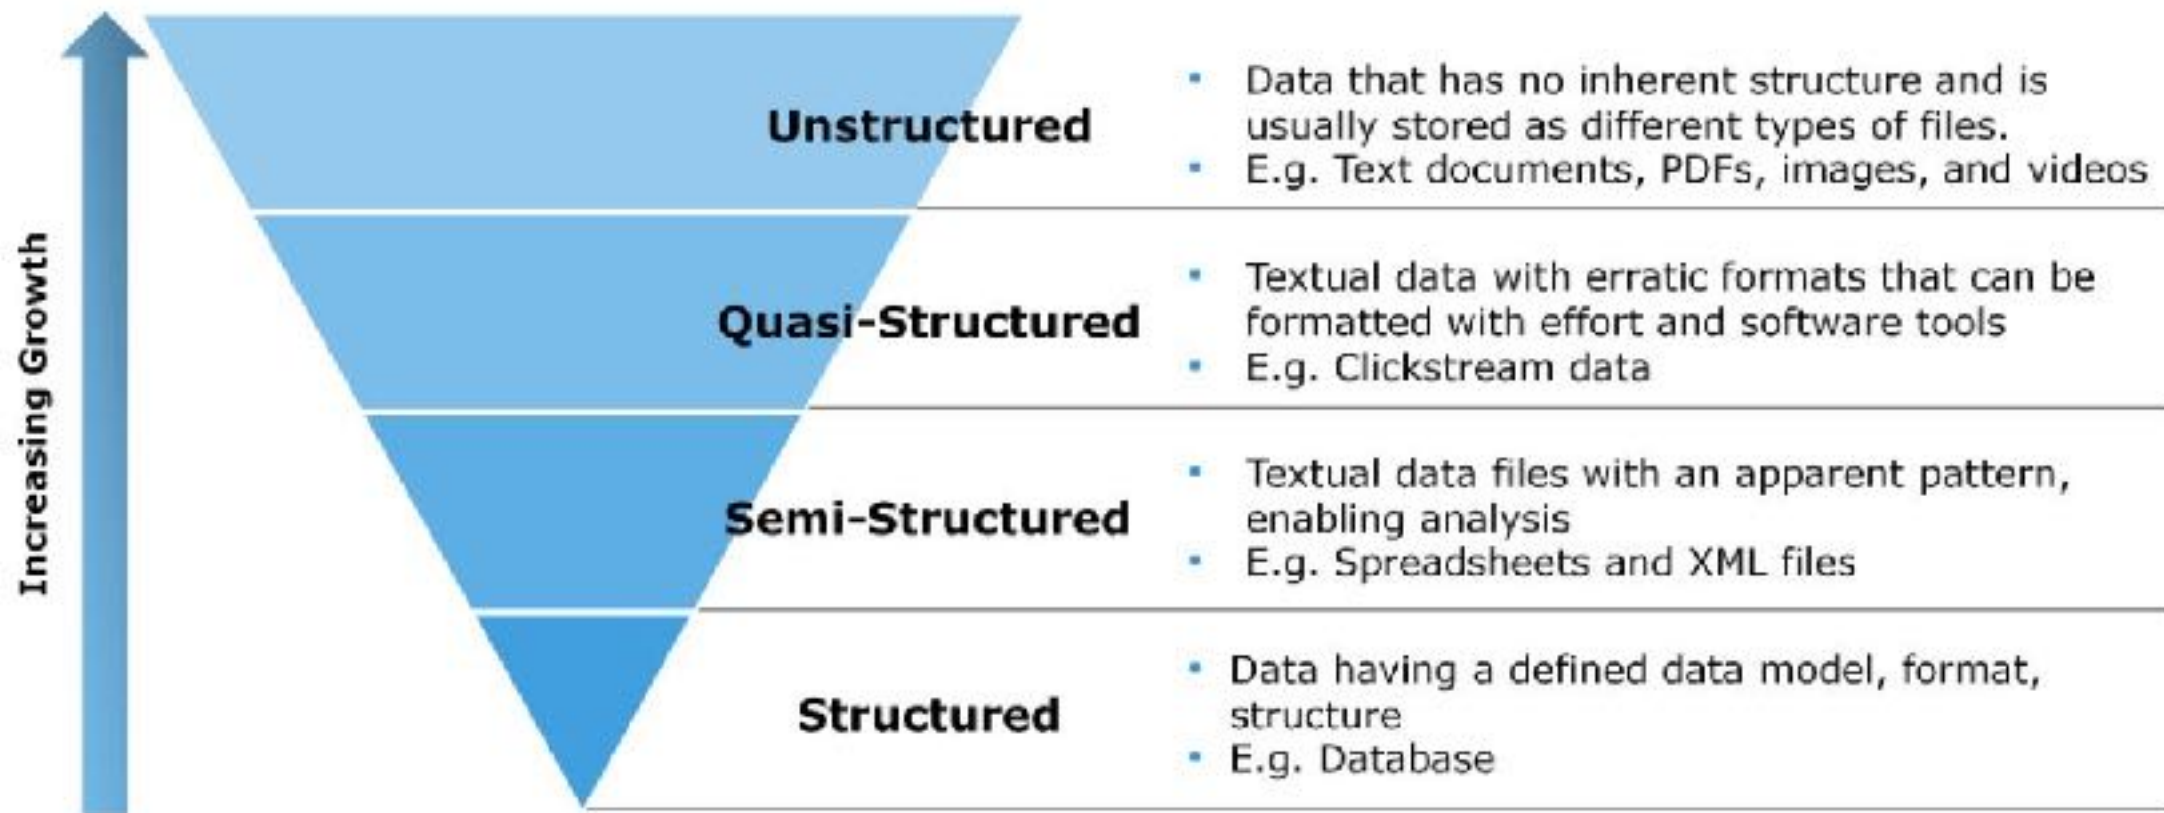 Increasing Growth
Unstructured
▪ Data that has no inherent structure and is
usually stored as different types of files.
▪ E.g. Text documents, PDFs, images, and videos
Quasi-Structured
▪ Textual data with erratic formats that can be
formatted with effort and software tools
▪ E.g. Clickstream data
Semi-Structured
▪ Textual data files with an apparent pattern,
enabling analysis
▪ E.g. Spreadsheets and XML files
Structured
▪ Data having a defined data model, format,
structure
▪ E.g. Database